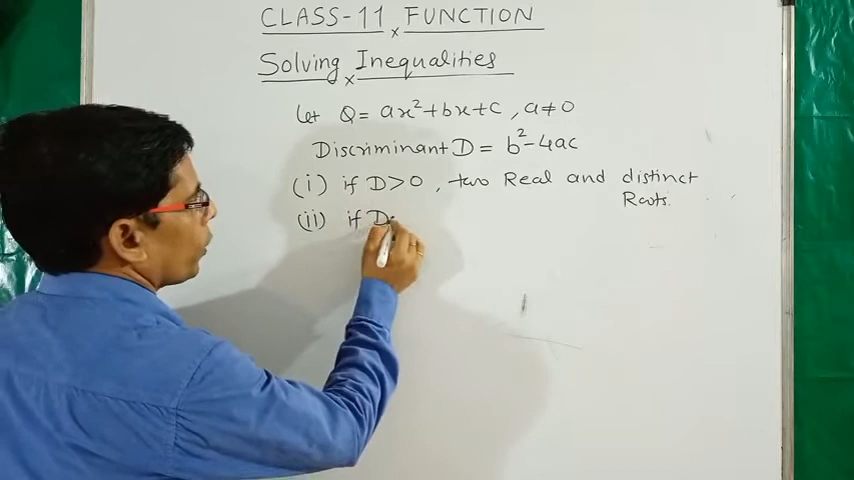 CLASS-11 × FUNCTION
Solving × Inequalities
let Q = ax²+bx+c , a≠0
Discriminant D = b²-4ac
(i) if D>0 , two Real and distinct
Roots.
(ii) if D